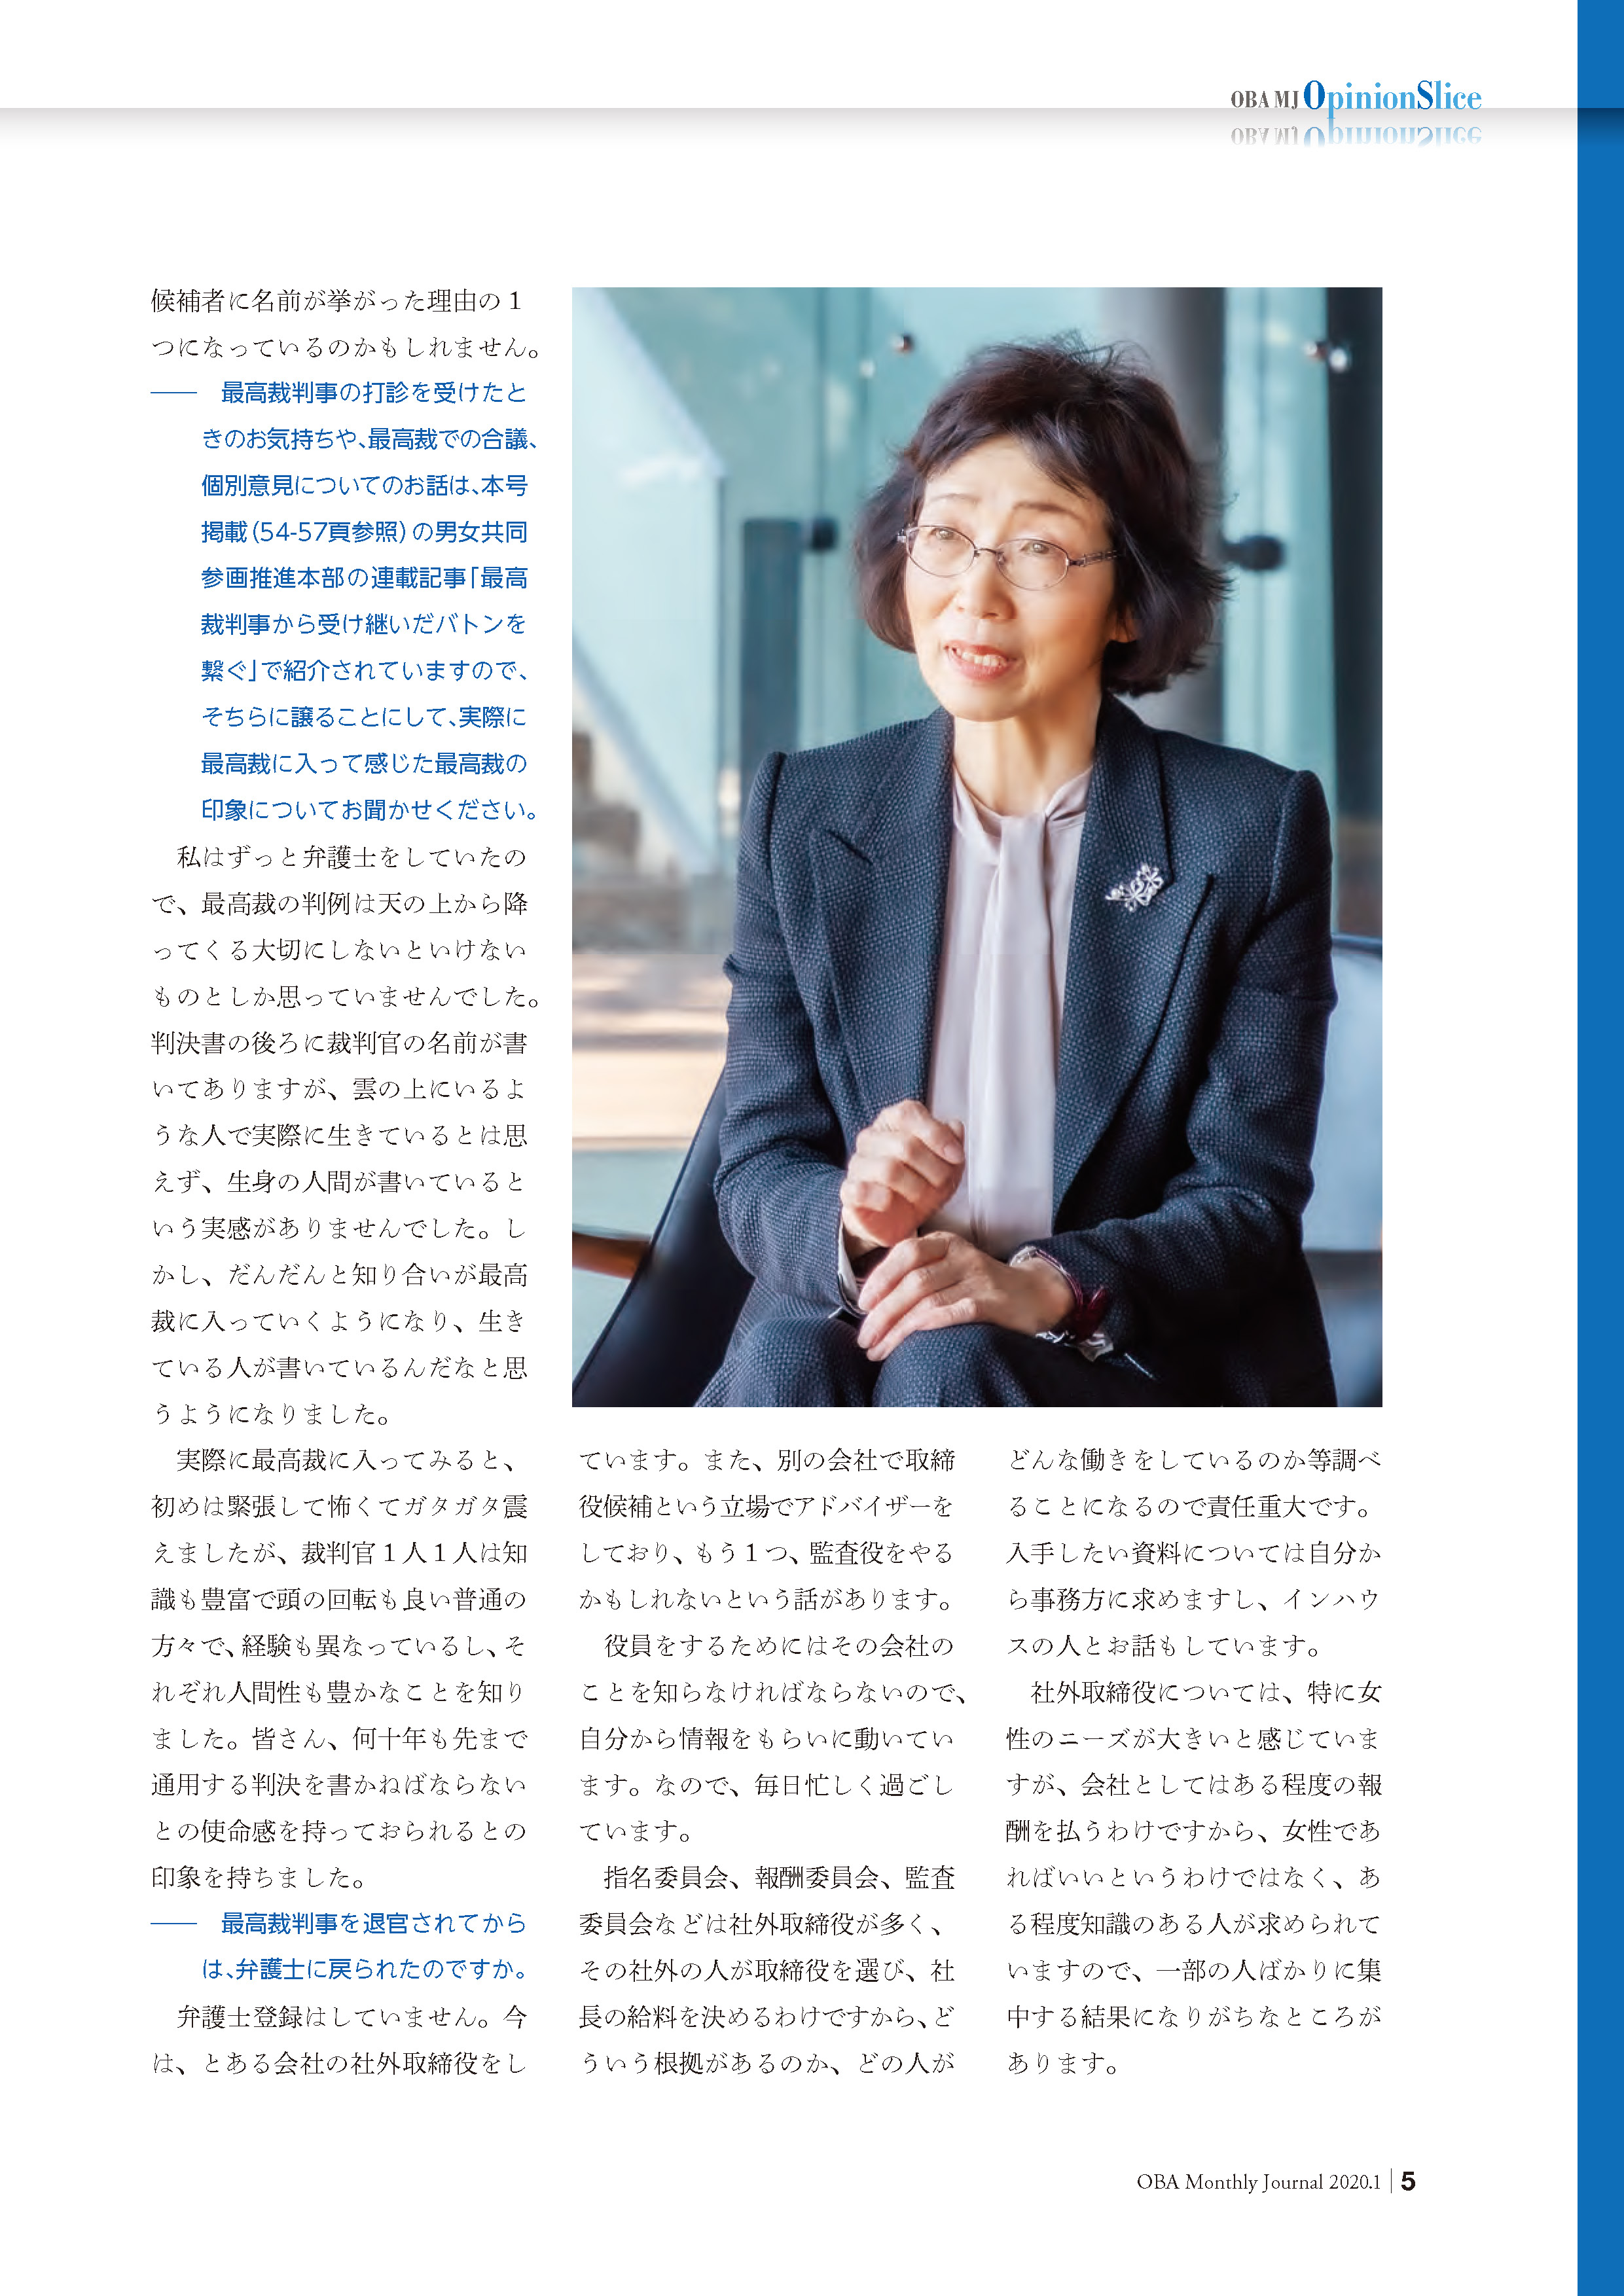 OBA MJ OpinionSlice
候補者に名前が挙がった理由の１
つになっているのかもしれません。
――　最高裁判事の打診を受けたと
きのお気持ちや、最高裁での合議、
個別意見についてのお話は、本号
掲載（54-57頁参照）の男女共同
参画推進本部の連載記事「最高
裁判事から受け継いだバトンを
繋ぐ」で紹介されていますので、
そちらに譲ることにして、実際に
最高裁に入って感じた最高裁の
印象についてお聞かせください。
　私はずっと弁護士をしていたの
で、最高裁の判例は天の上から降
ってくる大切にしないといけない
ものとしか思っていませんでした。
判決書の後ろに裁判官の名前が書
いてありますが、雲の上にいるよ
うな人で実際に生きているとは思
えず、生身の人間が書いていると
いう実感がありませんでした。し
かし、だんだんと知り合いが最高
裁に入っていくようになり、生き
ている人が書いているんだなと思
うようになりました。
　実際に最高裁に入ってみると、
初めは緊張して怖くてガタガタ震
えましたが、裁判官１人１人は知
識も豊富で頭の回転も良い普通の
方々で、経験も異なっているし、そ
れぞれ人間性も豊かなことを知り
ました。皆さん、何十年も先まで
通用する判決を書かねばならない
との使命感を持っておられるとの
印象を持ちました。
――　最高裁判事を退官されてから
は、弁護士に戻られたのですか。
　弁護士登録はしていません。今
は、とある会社の社外取締役をし
ています。また、別の会社で取締
役候補という立場でアドバイザーを
しており、もう１つ、監査役をやる
かもしれないという話があります。
　役員をするためにはその会社の
ことを知らなければならないので、
自分から情報をもらいに動いてい
ます。なので、毎日忙しく過ごし
ています。
　指名委員会、報酬委員会、監査
委員会などは社外取締役が多く、
その社外の人が取締役を選び、社
長の給料を決めるわけですから、ど
ういう根拠があるのか、どの人が
どんな働きをしているのか等調べ
ることになるので責任重大です。
入手したい資料については自分か
ら事務方に求めますし、インハウ
スの人とお話もしています。
　社外取締役については、特に女
性のニーズが大きいと感じていま
すが、会社としてはある程度の報
酬を払うわけですから、女性であ
ればいいというわけではなく、あ
る程度知識のある人が求められて
いますので、一部の人ばかりに集
中する結果になりがちなところが
あります。
OBA Monthly Journal 2020.1 | 5